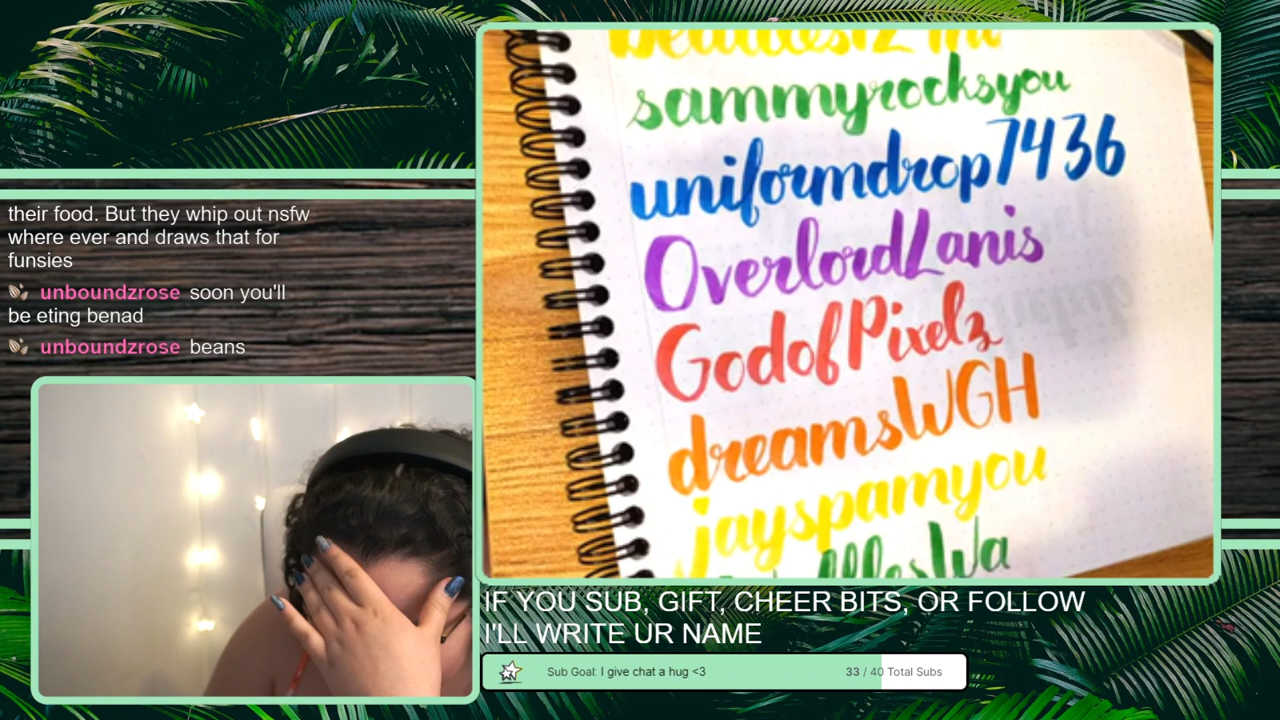 their food. But they whip out nsfw
where ever and draws that for
funsies
unboundzrose soon you'll
be eting benad
unboundzrose beans
sammyrocksyou
uniformdrop7436
OverlordLanis
GodofPixelz
dreamsWGH
jayspamyou
IF YOU SUB, GIFT, CHEER BITS, OR FOLLOW
I'LL WRITE UR NAME
Sub Goal: I give chat a hug <3 33 / 40 Total Subs